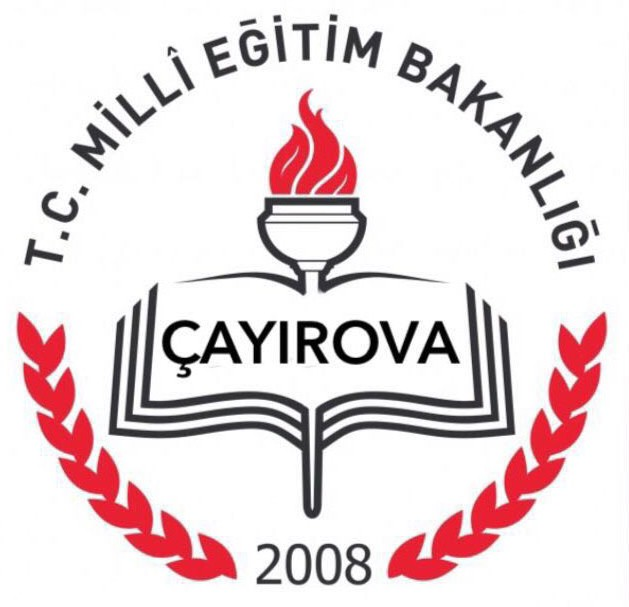 T.C. MİLLÎ EĞİTİM BAKANLIĞI
ÇAYIROVA
2008